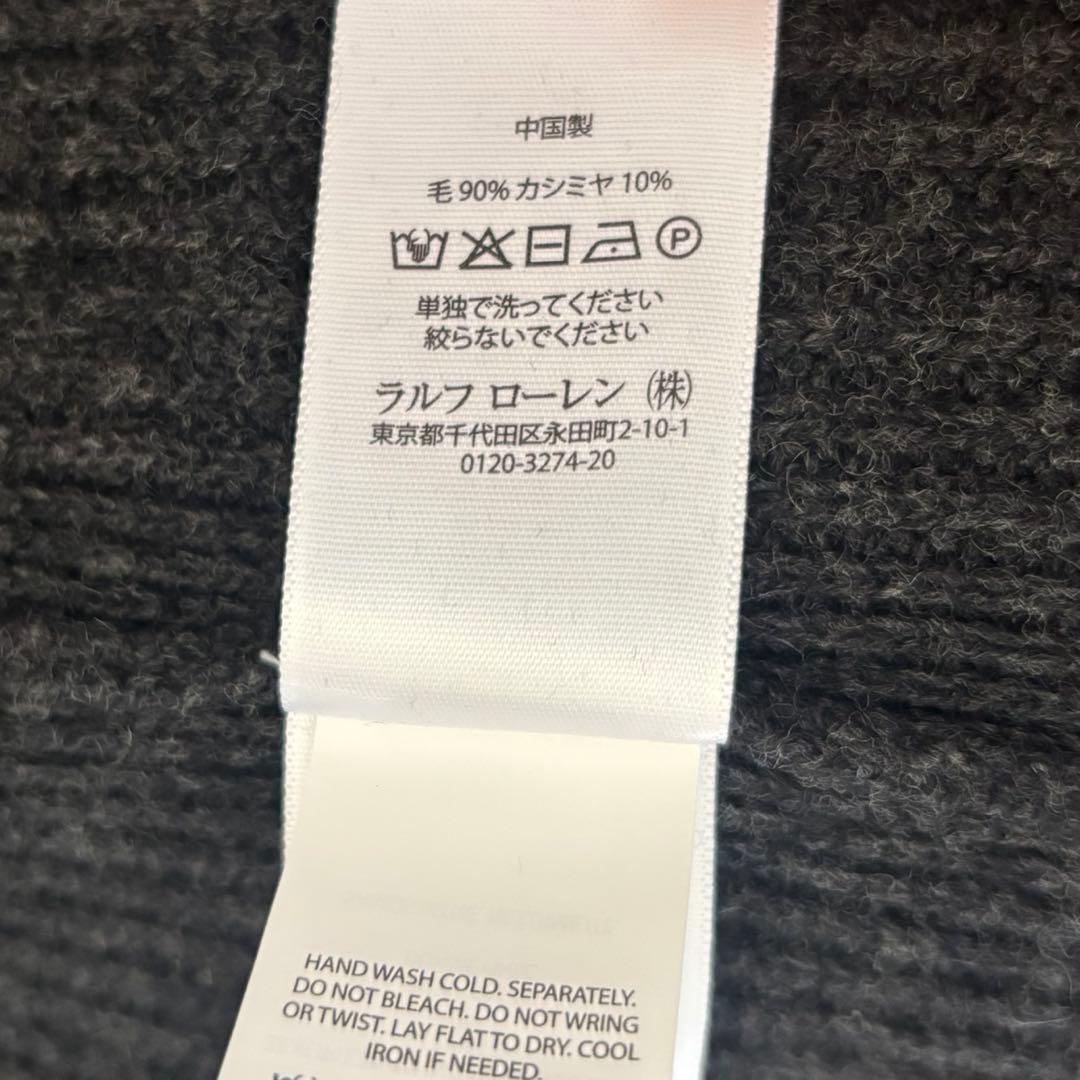 中国製
毛 90% カシミヤ 10%
P
単独で洗ってください
絞らないでください
ラルフ ローレン (株)
東京都千代田区永田町2-10-1
0120-3274-20
HAND WASH COLD. SEPARATELY.
DO NOT BLEACH. DO NOT WRING
OR TWIST. LAY FLAT TO DRY. COOL
IRON IF NEEDED.